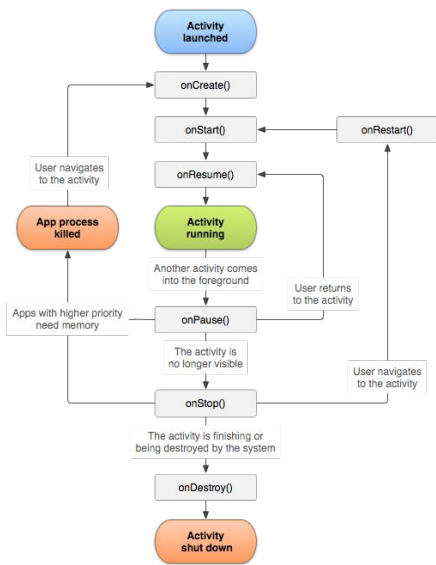 Activity
launched
onCreate()
onStart()
onRestart()
User navigates
to the activity
onResume()
App process
killed
Activity
running
Another activity comes
into the foreground
User returns
to the activity
Apps with higher priority
need memory
onPause()
The activity is
no longer visible
User navigates
to the activity
onStop()
The activity is finishing or
being destroyed by the system
onDestroy()
Activity
shut down